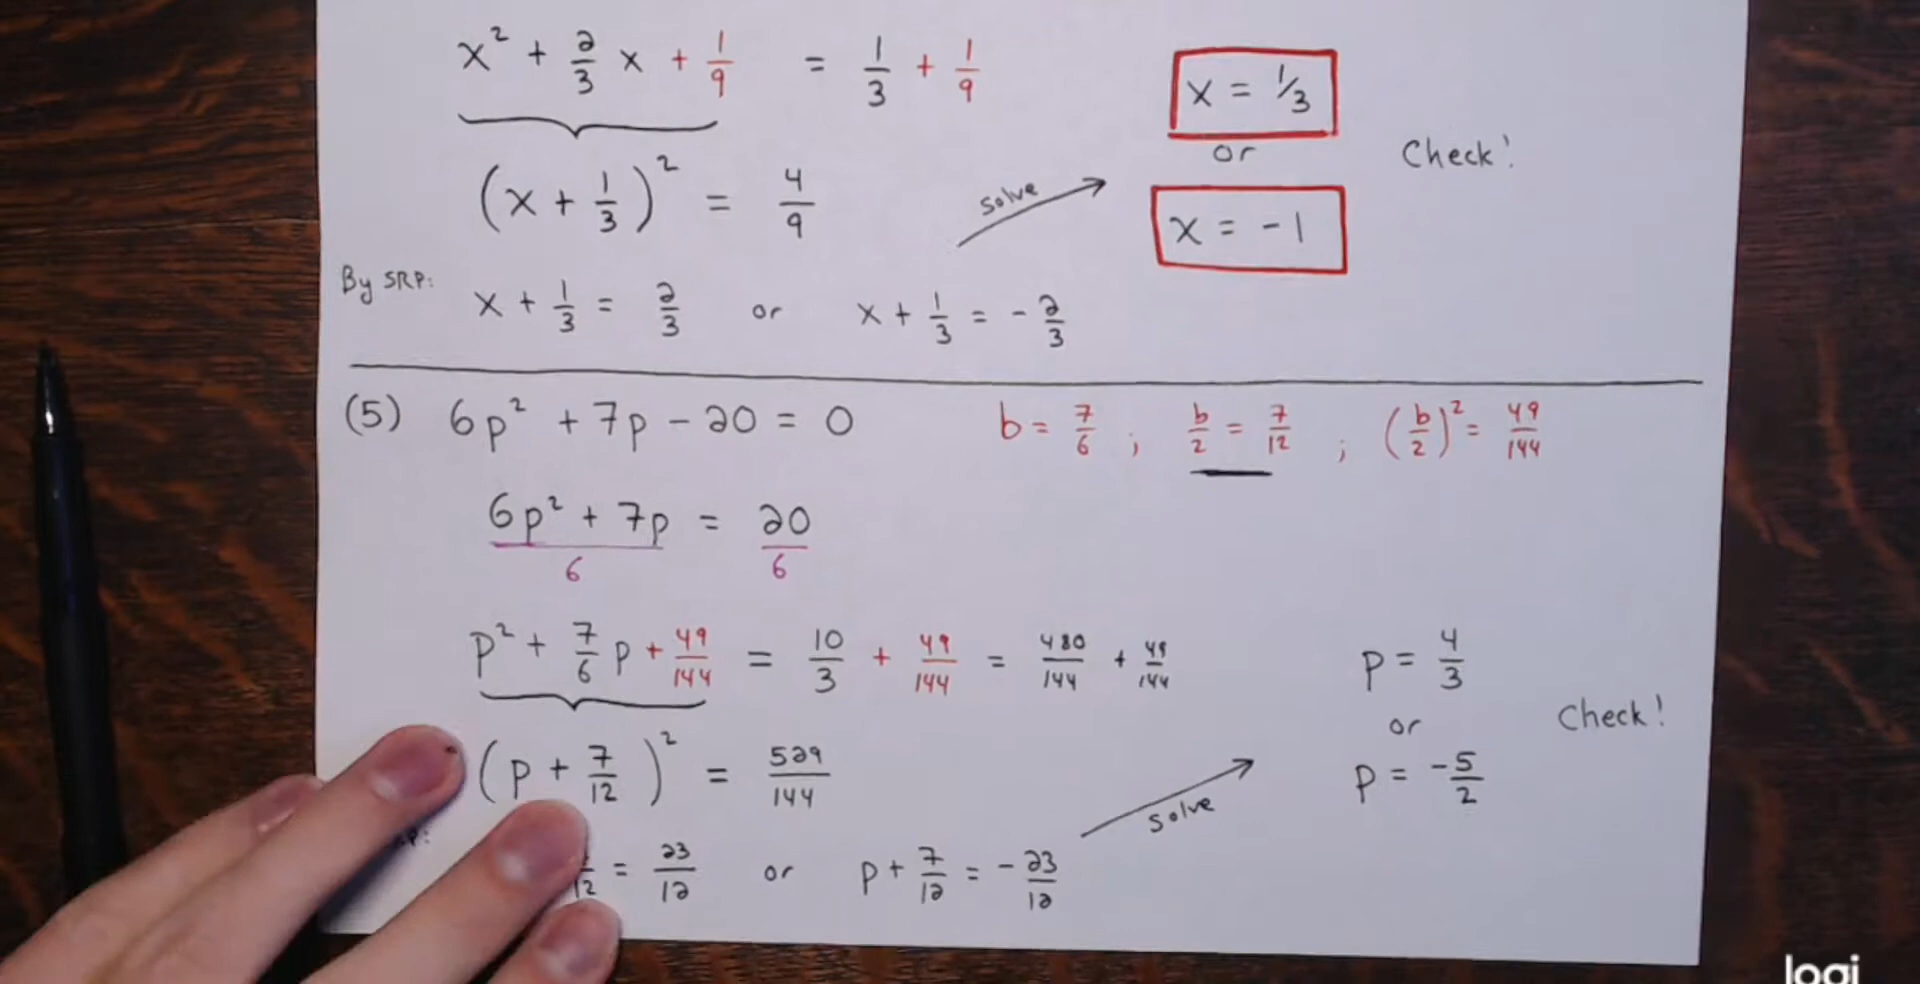 x² + 2/3 x + 1/9 = 1/3 + 1/9
(x + 1/3)² = 4/9
solve
x = 1/3
or
x = -1
Check!
By SRP: x + 1/3 = 2/3 or x + 1/3 = - 2/3
(5) 6p² + 7p - 20 = 0 b = 7/6 ; b/2 = 7/12 ; (b/2)² = 49/144
6p² + 7p / 6 = 20 / 6
p² + 7/6 p + 49/144 = 10/3 + 49/144 = 480/144 + 49/144
(p + 7/12)² = 529/144
12 = 23/12 or p + 7/12 = - 23/12
solve
p = 4/3
or
p = -5/2
Check!
logi